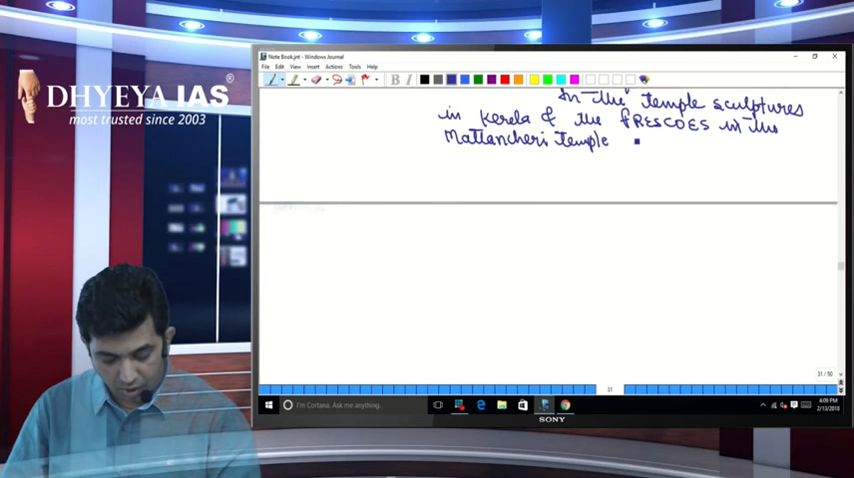 DHYEYA IAS®
most trusted since 2003
Note Book.jnt - Windows Journal
File Edit View Insert Actions Tools Help
B I
In the temple sculptures
in Kerela & the fRESCOES in the
Mattancheri temple
31 / 50
31
I'm Cortana. Ask me anything.
4:09 PM
2/13/2018
SONY